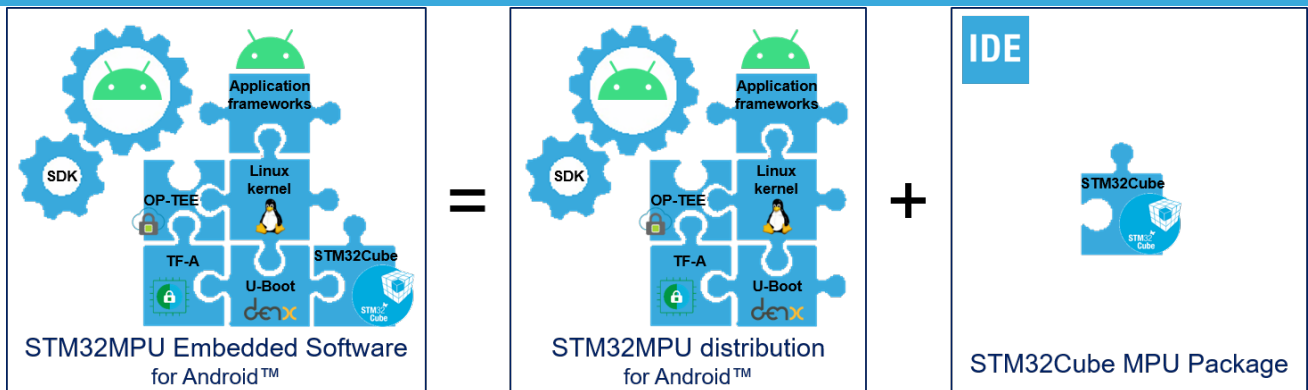 Application
frameworks
SDK
Linux
kernel
OP-TEE
TF-A
STM32Cube
U-Boot
denx
STM32
Cube
STM32MPU Embedded Software
for Android™
=
Application
frameworks
SDK
Linux
kernel
OP-TEE
TF-A
U-Boot
denx
STM32MPU distribution
for Android™
+
IDE
STM32Cube
STM32
Cube
STM32Cube MPU Package